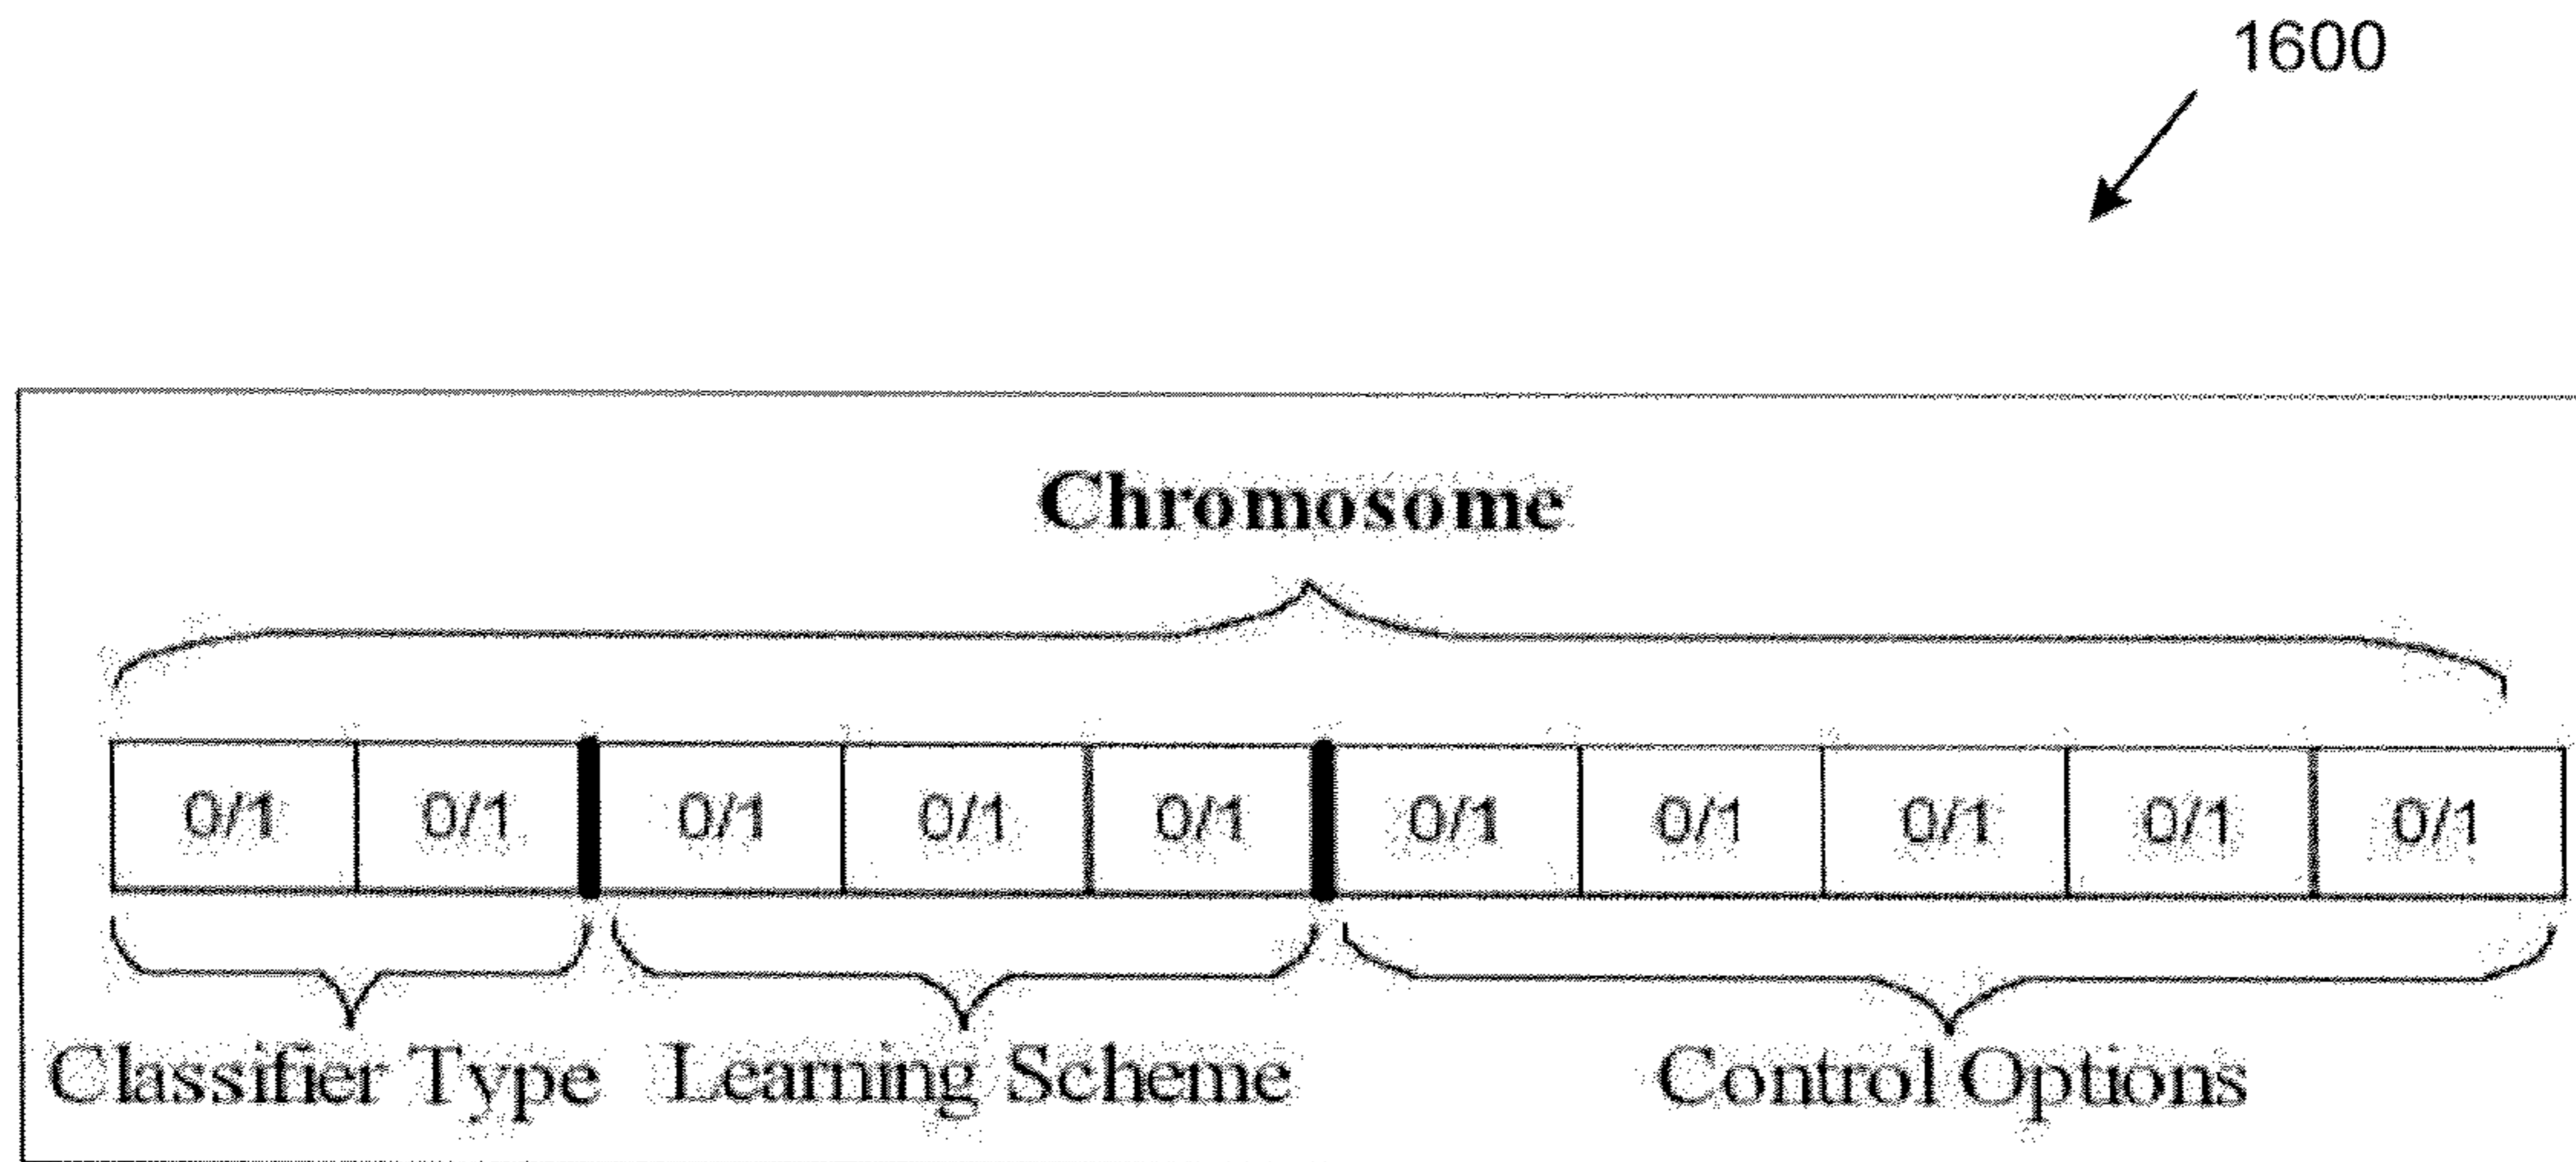 1600
Chromosome
0/1 0/1 0/1 0/1 0/1 0/1 0/1 0/1 0/1 0/1
Classifier Type Learning Scheme Control Options